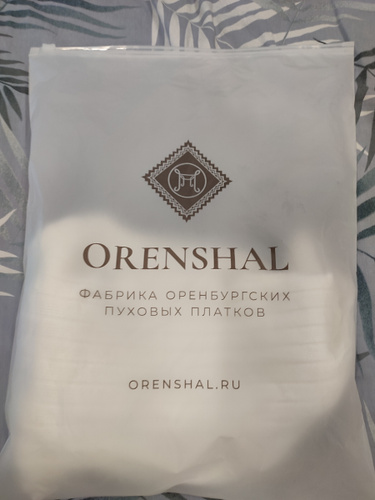 ORENSHAL
ФАБРИКА ОРЕНБУРГСКИХ
ПУХОВЫХ ПЛАТКОВ
ORENSHAL.RU